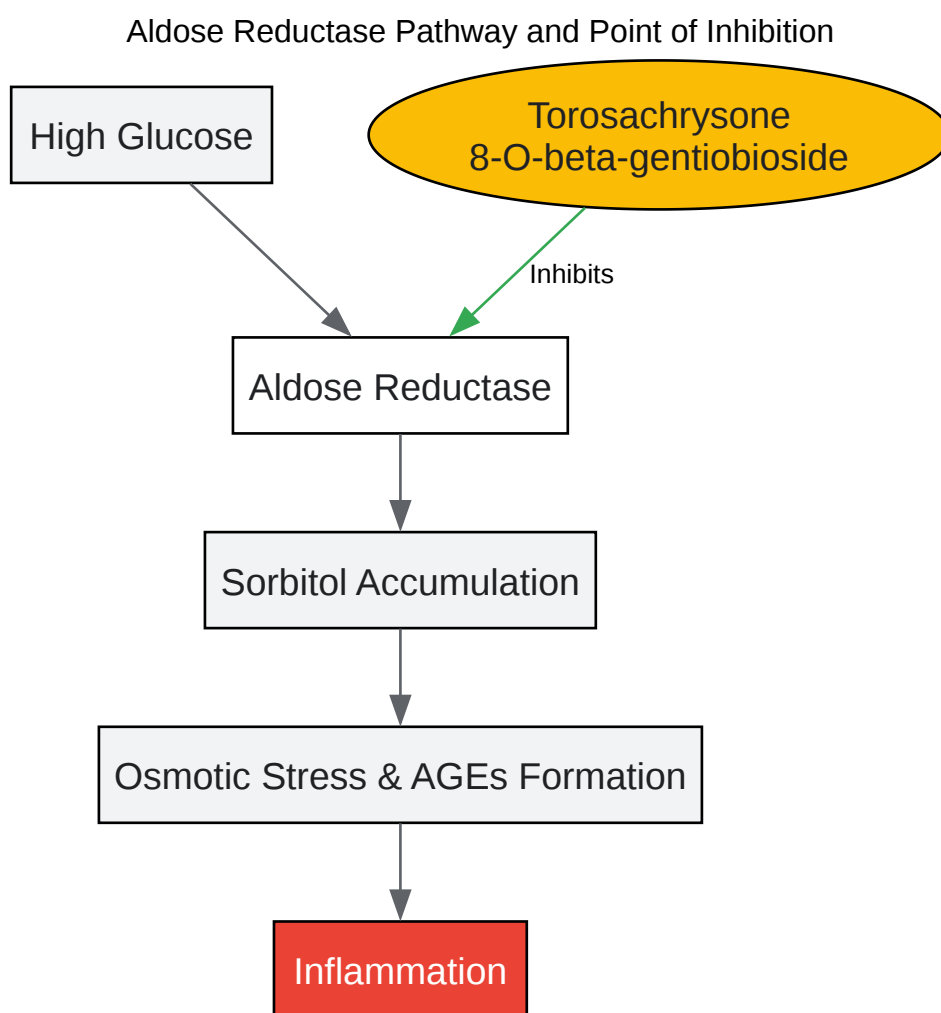 Aldose Reductase Pathway and Point of Inhibition
High Glucose
Torosachrysone
8-O-beta-gentiobioside
Inhibits
Aldose Reductase
Sorbitol Accumulation
Osmotic Stress & AGEs Formation
Inflammation